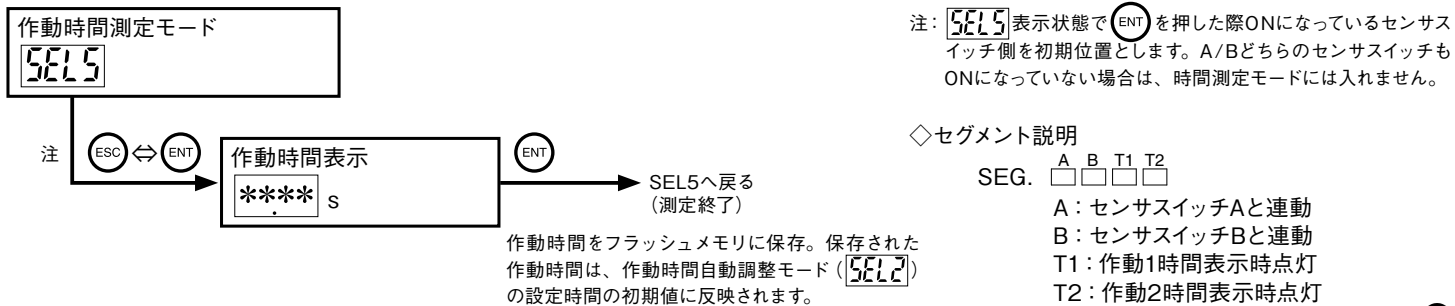 作動時間測定モード
SEL5
注 ESC⇔ENT
作動時間表示
**.** s
ENT
SEL5へ戻る
(測定終了)
作動時間をフラッシュメモリに保存。保存された
作動時間は、作動時間自動調整モード(SEL2)
の設定時間の初期値に反映されます。
注：SEL5表示状態でENTを押した際ONになっているセンサス
イッチ側を初期位置とします。A/Bどちらのセンサスイッチも
ONになっていない場合は、時間測定モードには入れません。
◇セグメント説明
A B T1 T2
SEG. □□□□
A：センサスイッチAと連動
B：センサスイッチBと連動
T1：作動1時間表示時点灯
T2：作動2時間表示時点灯